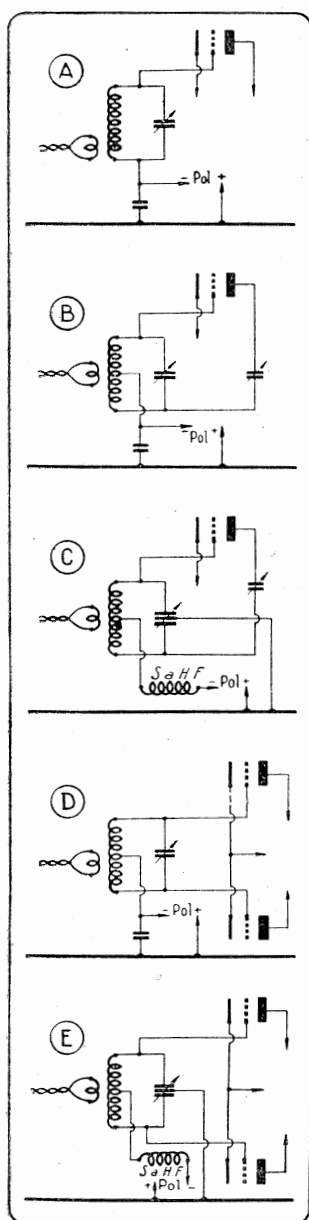 A
- Pol +
B
- Pol +
C
SaHF
- Pol +
D
- Pol +
E
SaHF
+ Pol -